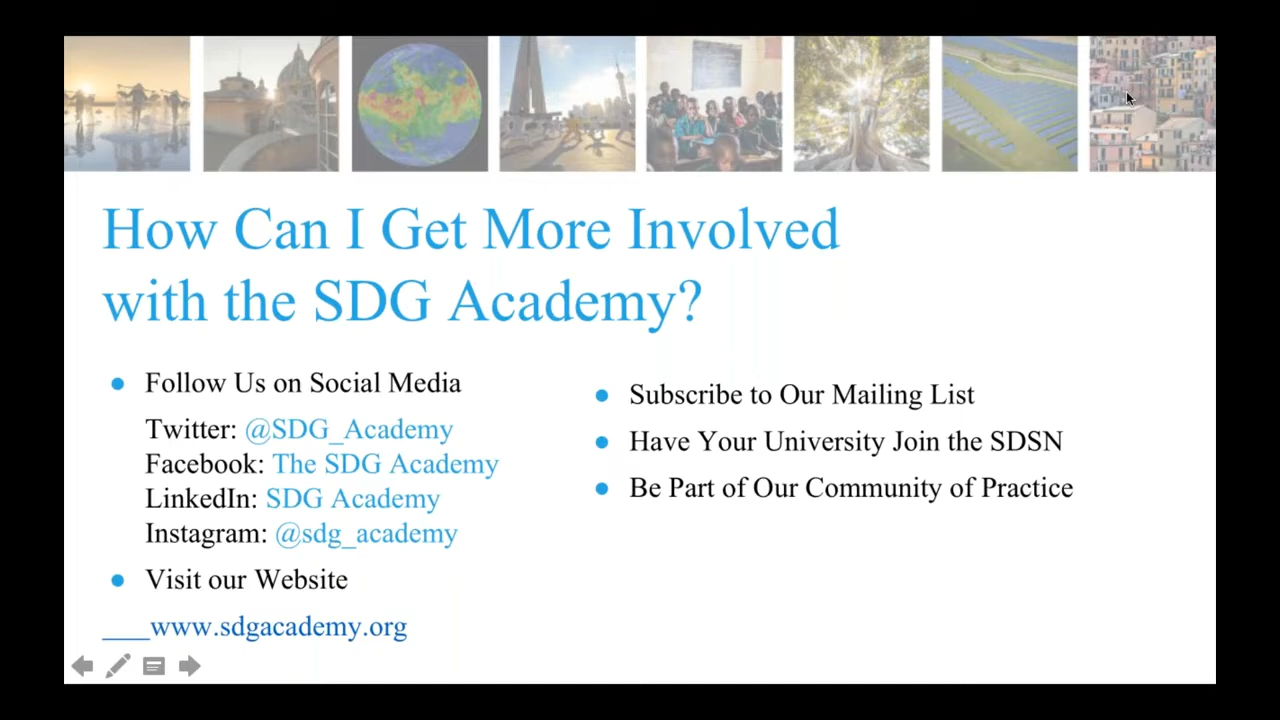 How Can I Get More Involved
with the SDG Academy?
Follow Us on Social Media
Twitter: @SDG_Academy
Facebook: The SDG Academy
LinkedIn: SDG Academy
Instagram: @sdg_academy
Visit our Website
___www.sdgacademy.org
Subscribe to Our Mailing List
Have Your University Join the SDSN
Be Part of Our Community of Practice